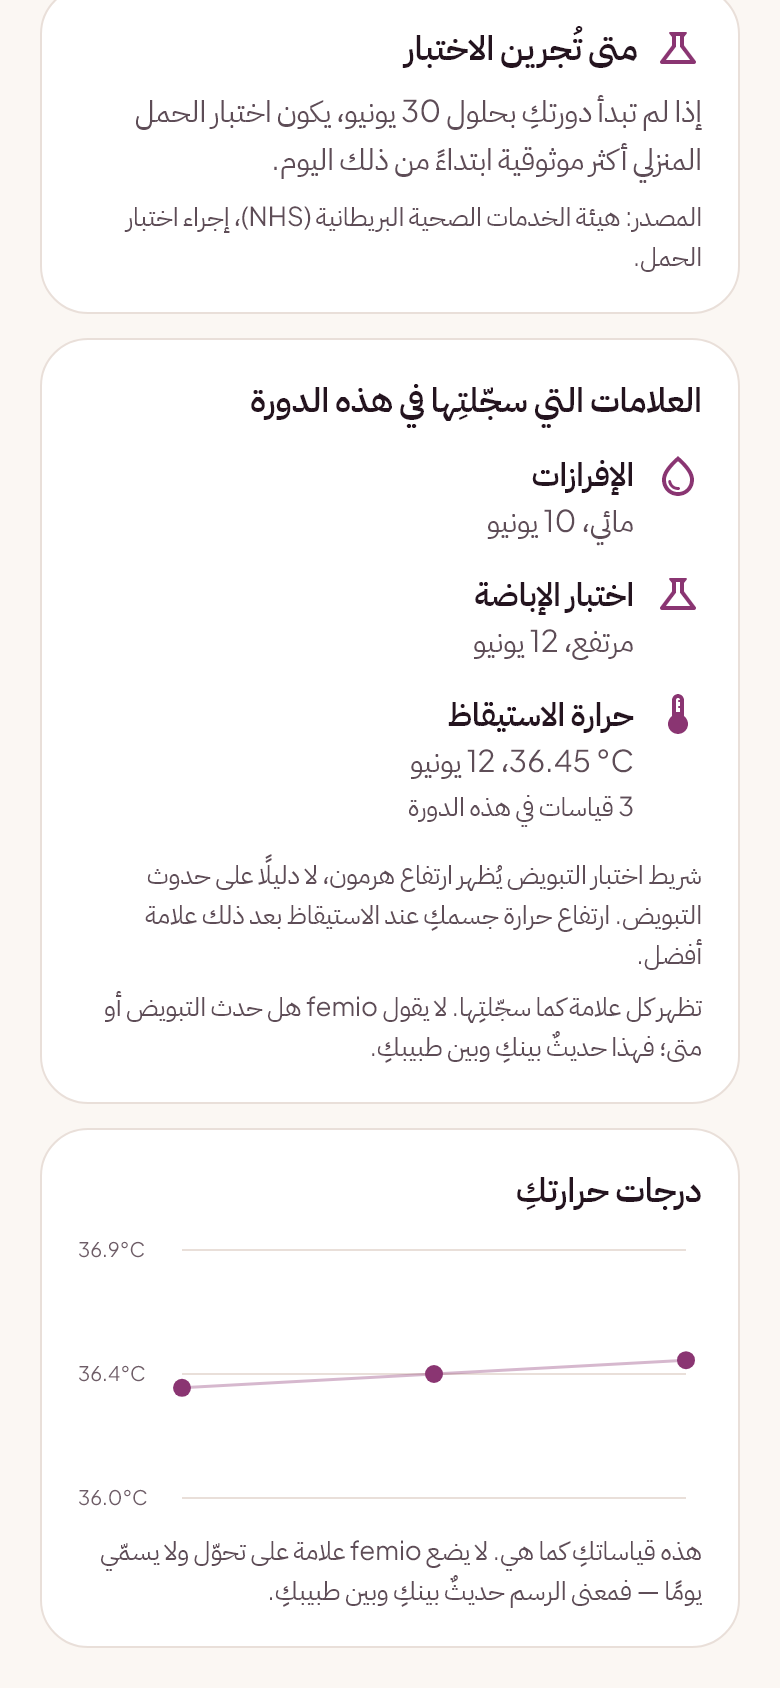 متى تُجرين الاختبار
إذا لم تبدأ دورتكِ بحلول 30 يونيو، يكون اختبار الحمل
المنزلي أكثر موثوقية ابتداءً من ذلك اليوم.
المصدر: هيئة الخدمات الصحية البريطانية (NHS)، إجراء اختبار
الحمل.
العلامات التي سجّلتِها في هذه الدورة
الإفرازات
مائي، 10 يونيو
اختبار الإباضة
مرتفع، 12 يونيو
حرارة الاستيقاظ
36.45 °C، 12 يونيو
3 قياسات في هذه الدورة
شريط اختبار التبويض يُظهر ارتفاع هرمون، لا دليلًا على حدوث
التبويض. ارتفاع حرارة جسمكِ عند الاستيقاظ بعد ذلك علامة
أفضل.
تظهر كل علامة كما سجّلتِها. لا يقول femio هل حدث التبويض أو
متى؛ فهذا حديثٌ بينكِ وبين طبيبكِ.
درجات حرارتكِ
36.9°C
36.4°C
36.0°C
هذه قياساتكِ كما هي. لا يضع femio علامة على تحوّل ولا يسمّي
يومًا — فمعنى الرسم حديثٌ بينكِ وبين طبيبكِ.